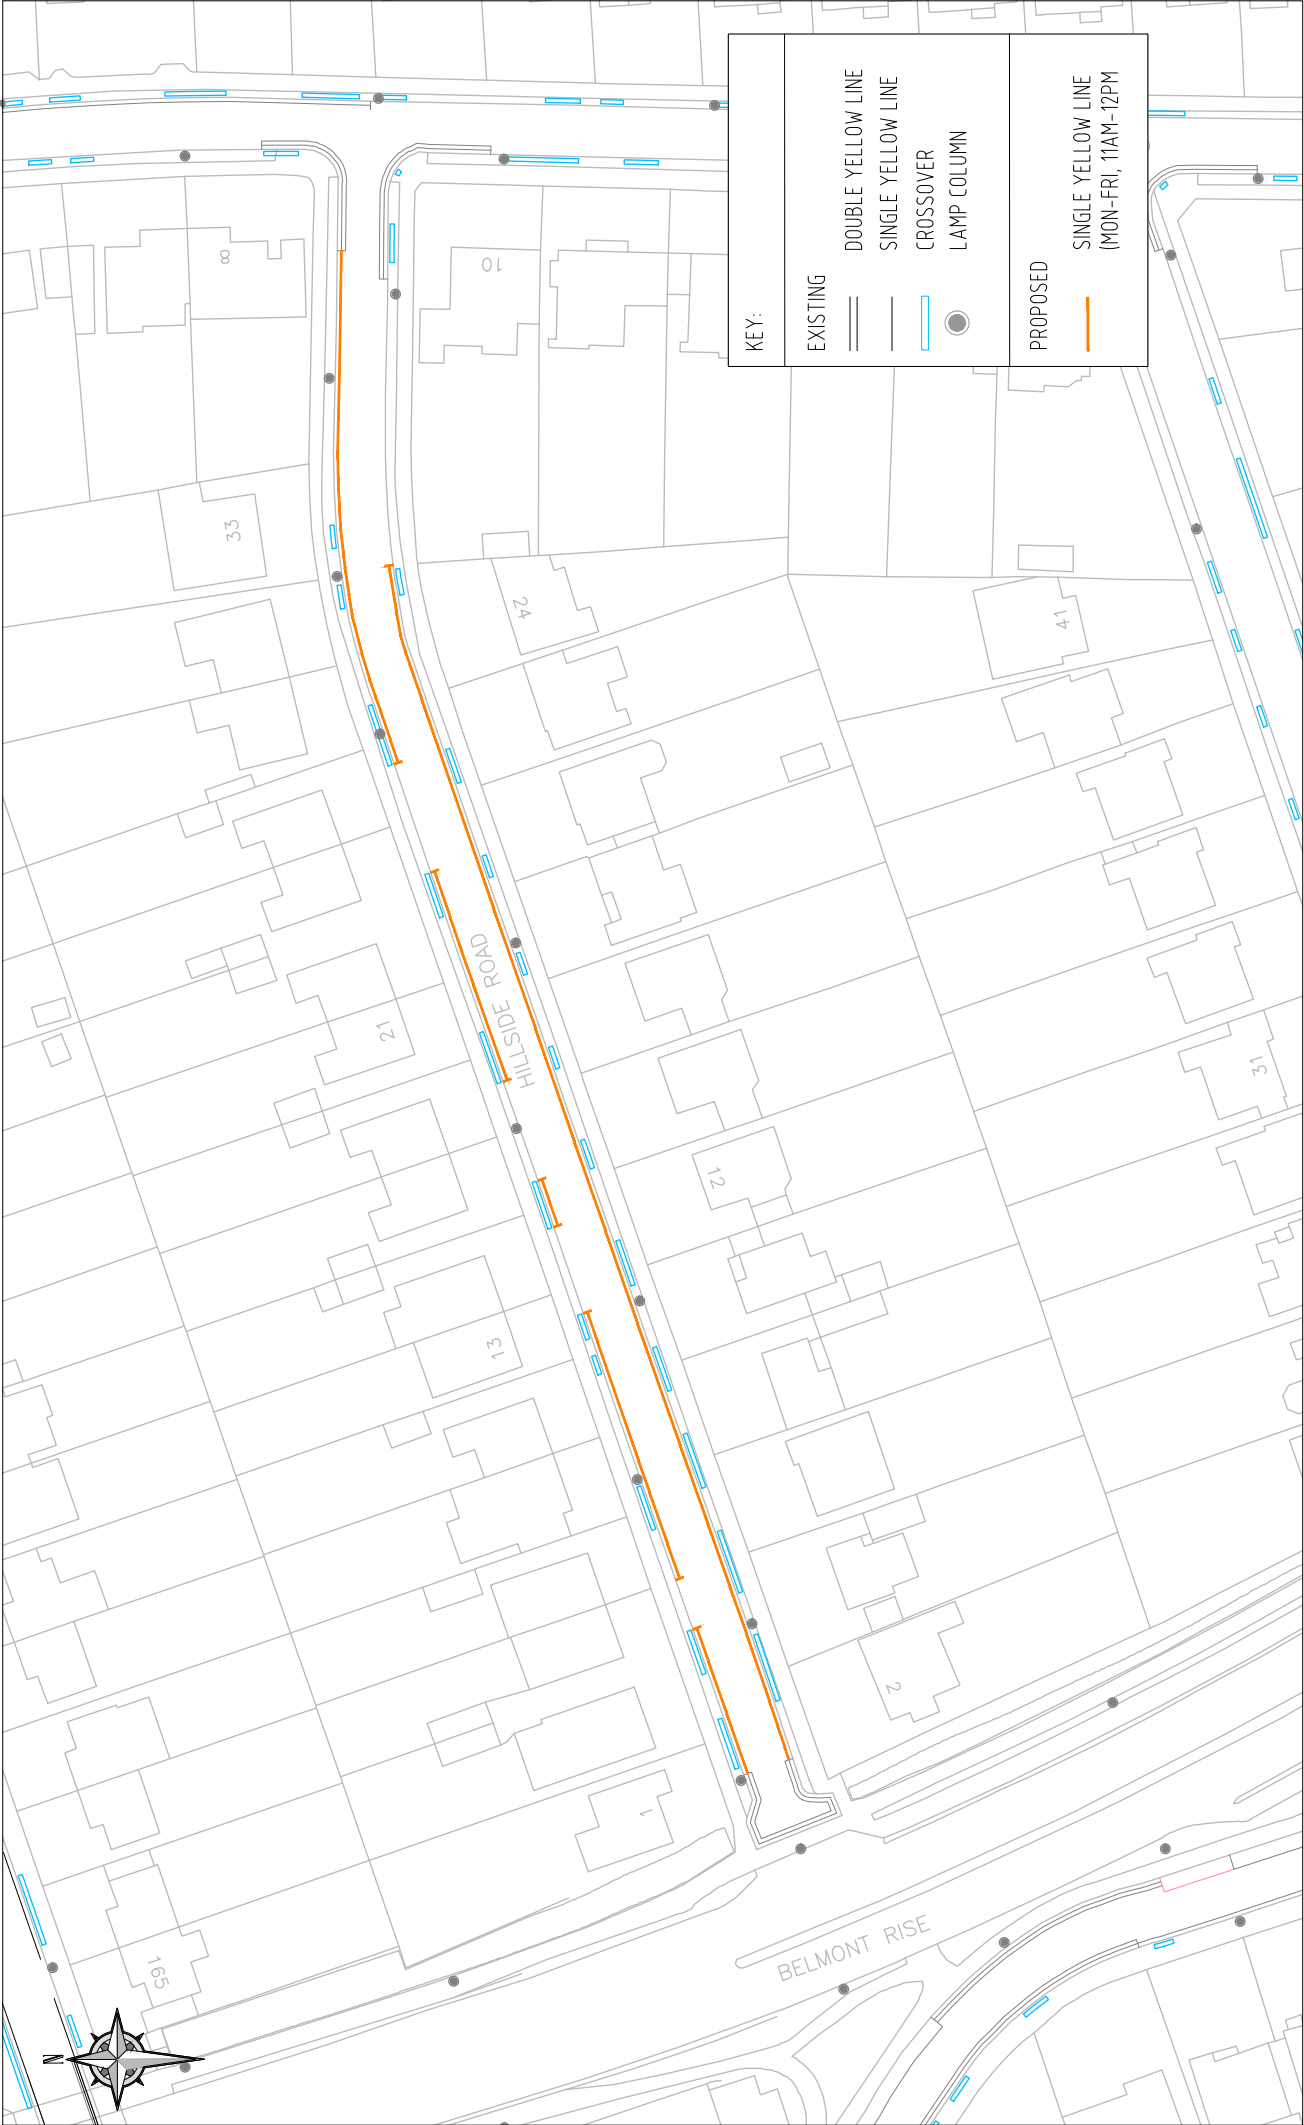 KEY:
EXISTING
DOUBLE YELLOW LINE
SINGLE YELLOW LINE
CROSSOVER
LAMP COLUMN
PROPOSED
SINGLE YELLOW LINE
(MON-FRI, 11AM-12PM
8
10
33
24
41
21
HILLSIDE ROAD
12
31
13
2
1
165
BELMONT RISE
N